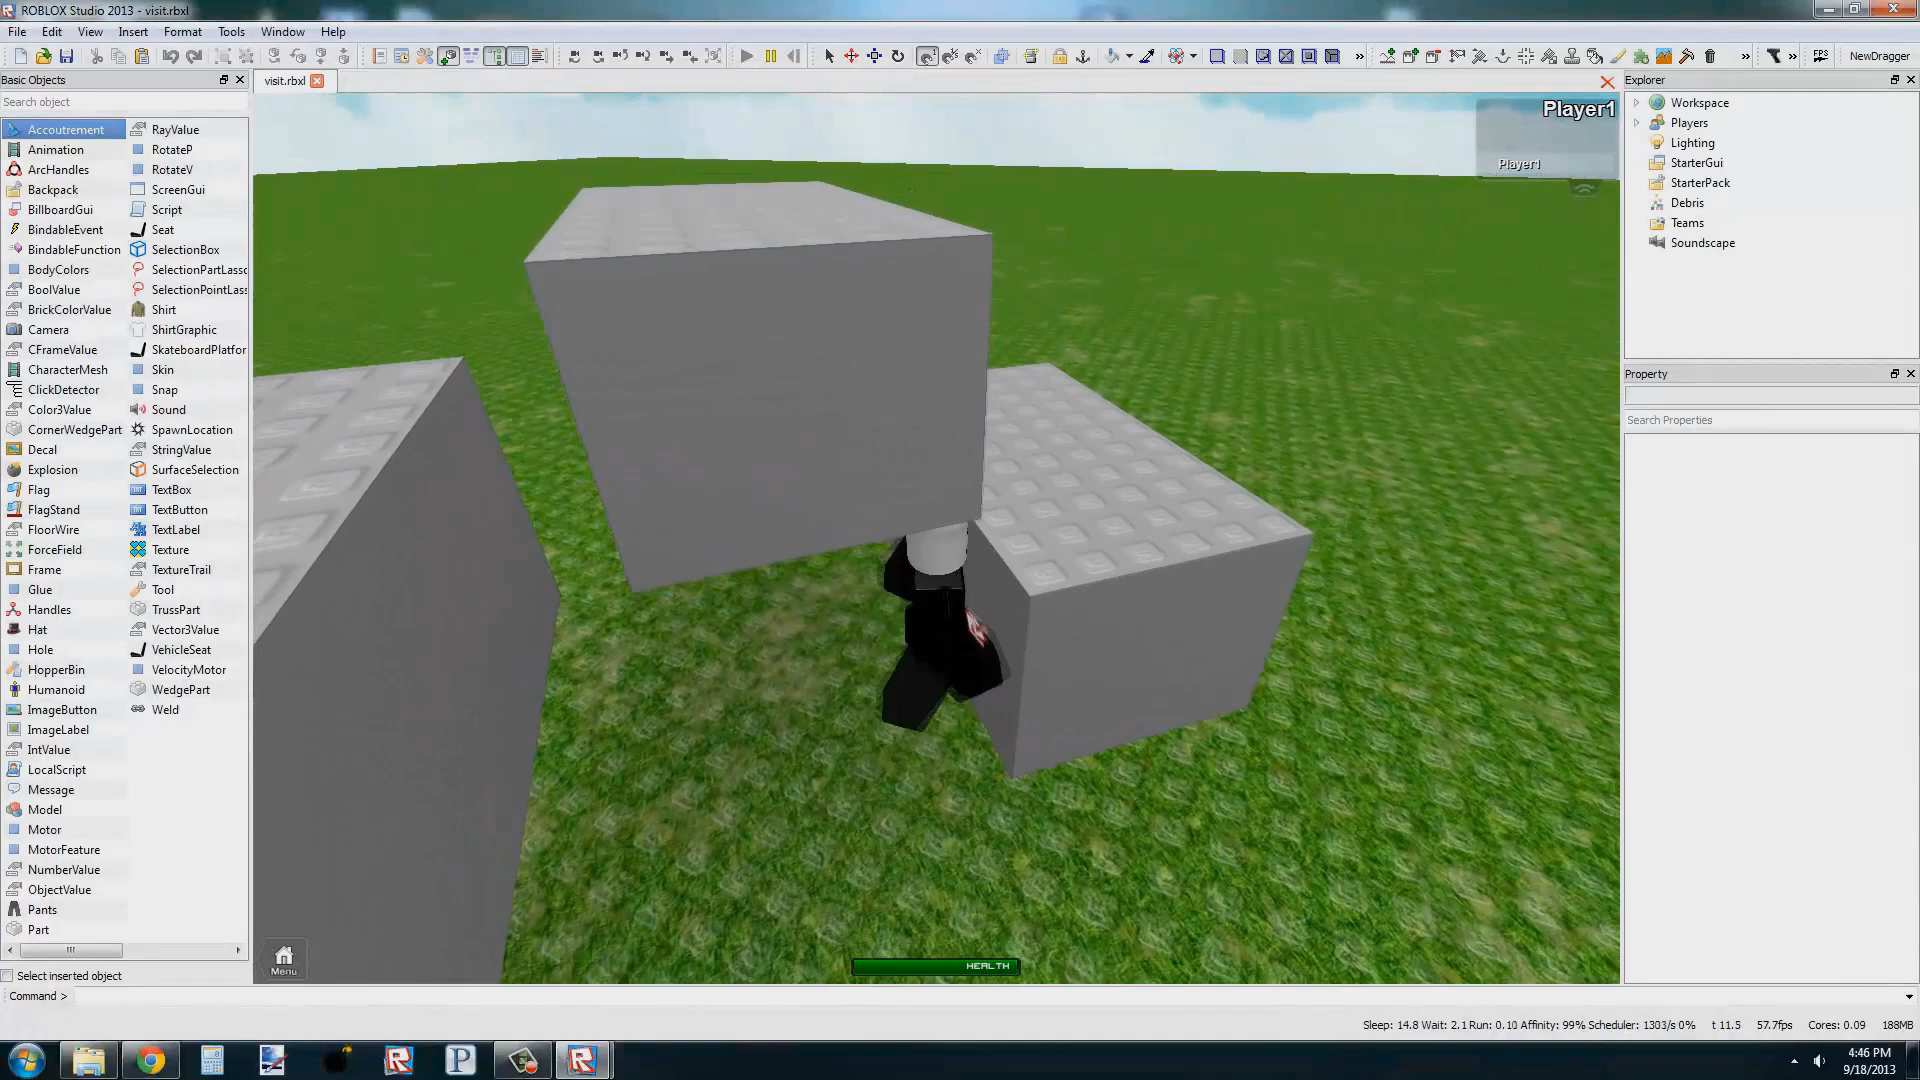 ROBLOX Studio 2013 - visit.rbxl
File Edit View Insert Format Tools Window Help
FPS NewDragger
Basic Objects
visit.rbxl
Explorer
Search object
Accoutrement
Animation
ArcHandles
Backpack
BillboardGui
BindableEvent
BindableFunction
BodyColors
BoolValue
BrickColorValue
Camera
CFrameValue
CharacterMesh
ClickDetector
Color3Value
CornerWedgePart
Decal
Explosion
Flag
FlagStand
FloorWire
ForceField
Frame
Glue
Handles
Hat
Hole
HopperBin
Humanoid
ImageButton
ImageLabel
IntValue
LocalScript
Message
Model
Motor
MotorFeature
NumberValue
ObjectValue
Pants
Part
RayValue
RotateP
RotateV
ScreenGui
Script
Seat
SelectionBox
SelectionPartLasso
SelectionPointLass
Shirt
ShirtGraphic
SkateboardPlatfor
Skin
Snap
Sound
SpawnLocation
StringValue
SurfaceSelection
TextBox
TextButton
TextLabel
Texture
TextureTrail
Tool
TrussPart
Vector3Value
VehicleSeat
VelocityMotor
WedgePart
Weld
Select inserted object
Player1
Player1
Menu
HEALTH
Workspace
Players
Lighting
StarterGui
StarterPack
Debris
Teams
Soundscape
Property
Search Properties
Command >
Sleep: 14.8 Wait: 2.1 Run: 0.10 Affinity: 99% Scheduler: 1303/s 0% t 11.5 57.7fps Cores: 0.09 188MB
4:46 PM
9/18/2013